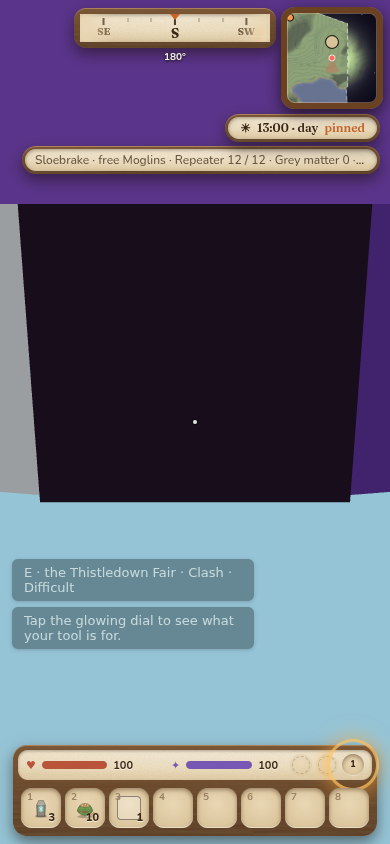 SE S SW
180°
13:00 · day pinned
Sloebrake · free Moglins · Repeater 12 / 12 · Grey matter 0 ·...
E · the Thistledown Fair · Clash ·
Difficult
Tap the glowing dial to see what
your tool is for.
100 100 1
1 2 3 4 5 6 7 8
3 10 1